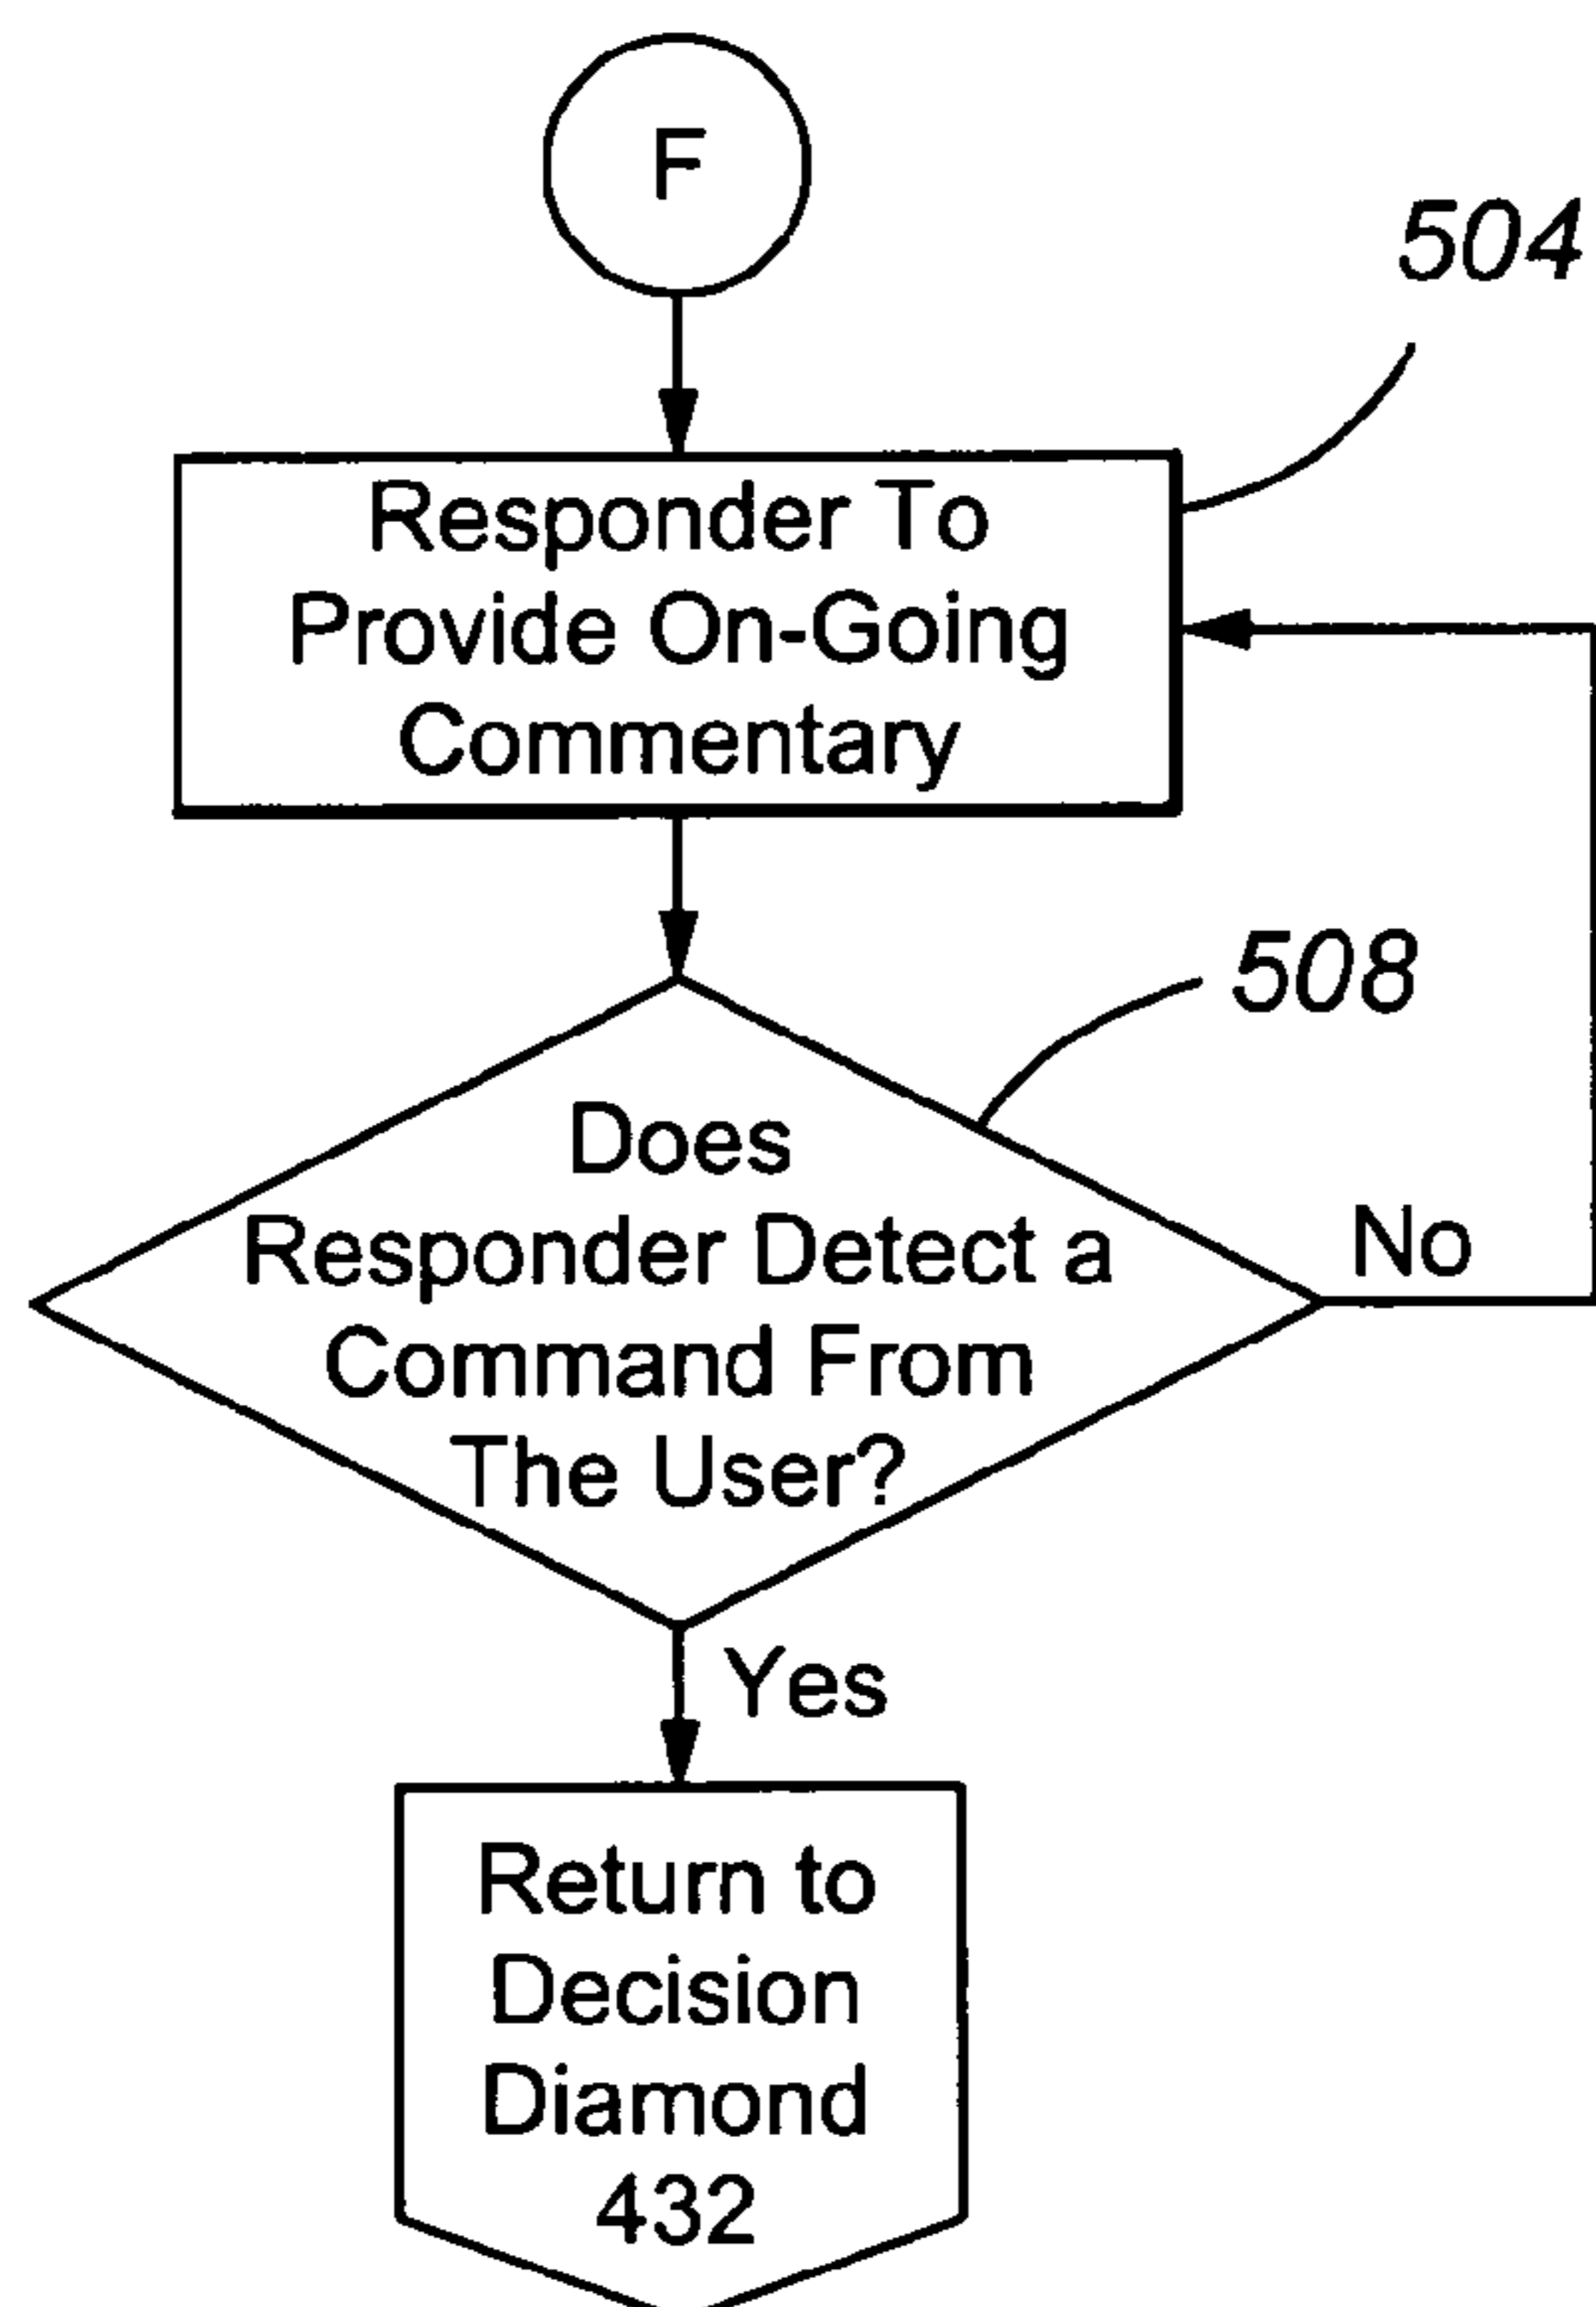 F
504
Responder To
Provide On-Going
Commentary
508
Does
Responder Detect a
Command From
The User?
No
Yes
Return to
Decision
Diamond
432